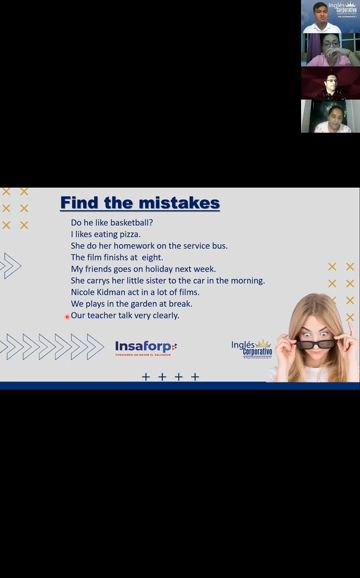 Inglés
Corporativo
Find the mistakes
Do he like basketball?
I likes eating pizza.
She do her homework on the service bus.
The film finishs at eight.
My friends goes on holiday next week.
She carrys her little sister to the car in the morning.
Nicole Kidman act in a lot of films.
We plays in the garden at break.
Our teacher talk very clearly.
Insaforp
Inglés
Corporativo